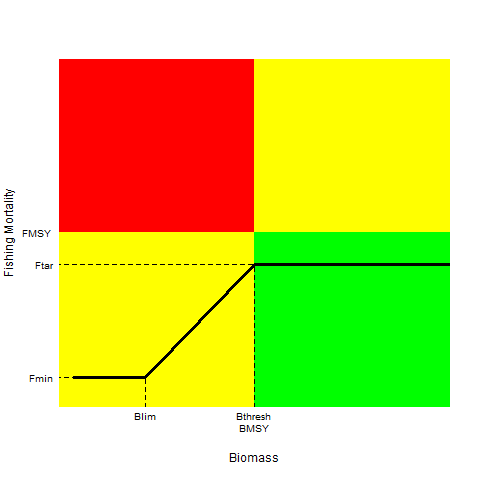 Fishing Mortality
FMSY
Ftar
Fmin
Blim
Bthresh
BMSY
Biomass